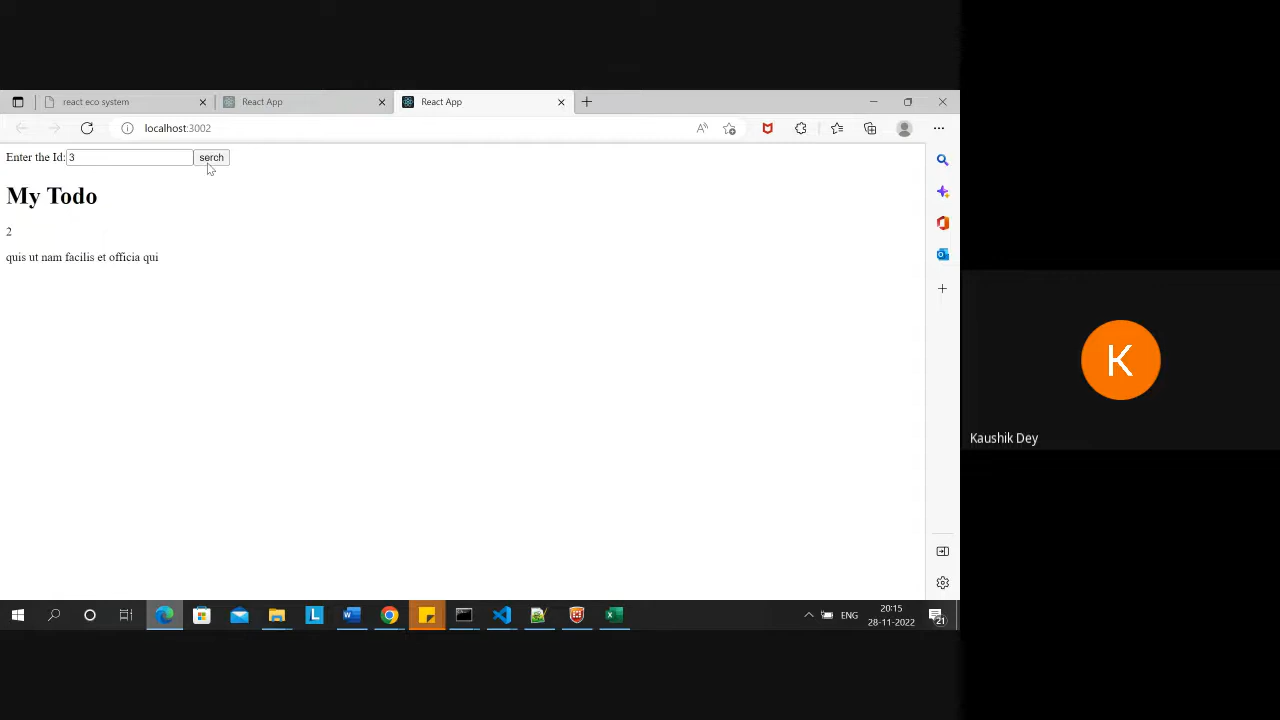 react eco system
React App
React App
localhost:3002
Enter the Id: 3 serch
My Todo
2
quis ut nam facilis et officia qui
K
Kaushik Dey
ENG
20:15
28-11-2022
21